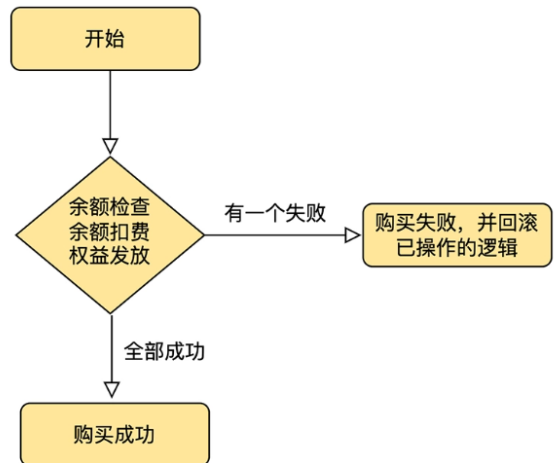 开始
余额检查
余额扣费
权益发放
有一个失败
购买失败，并回滚
已操作的逻辑
全部成功
购买成功